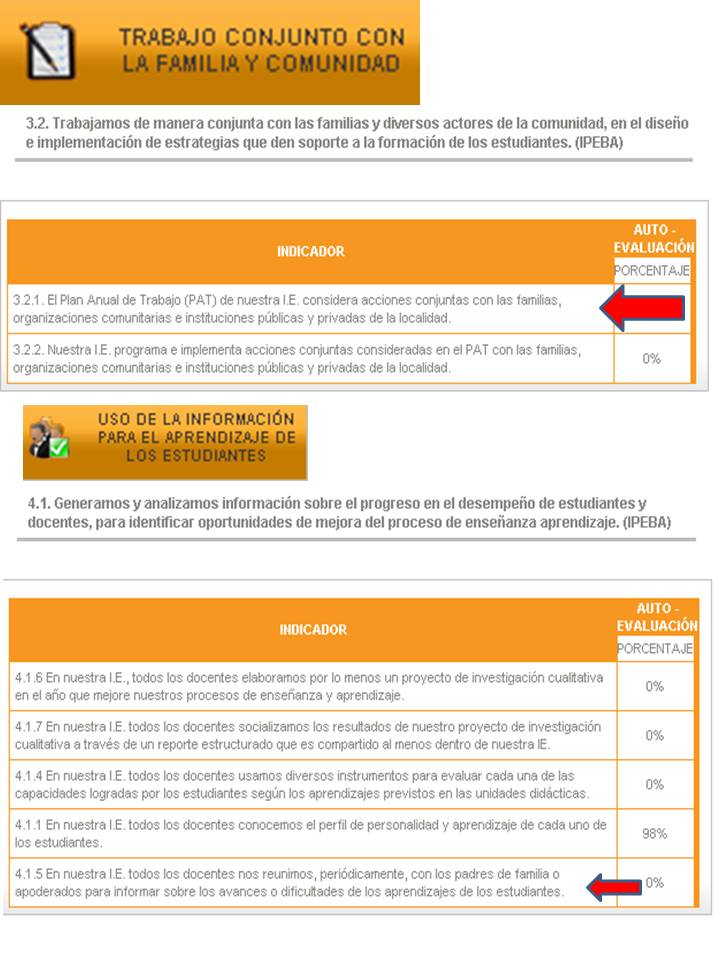 TRABAJO CONJUNTO CON
LA FAMILIA Y COMUNIDAD
3.2. Trabajamos de manera conjunta con las familias y diversos actores de la comunidad, en el diseño
e implementación de estrategias que den soporte a la formación de los estudiantes. (IPEBA)
INDICADOR
AUTO -
EVALUACIÓN
PORCENTAJE
3.2.1. El Plan Anual de Trabajo (PAT) de nuestra I.E. considera acciones conjuntas con las familias,
organizaciones comunitarias e instituciones públicas y privadas de la localidad.
3.2.2. Nuestra I.E. programa e implementa acciones conjuntas consideradas en el PAT con las familias,
organizaciones comunitarias e instituciones públicas y privadas de la localidad.
0%
USO DE LA INFORMACIÓN
PARA EL APRENDIZAJE DE
LOS ESTUDIANTES
4.1. Generamos y analizamos información sobre el progreso en el desempeño de estudiantes y
docentes, para identificar oportunidades de mejora del proceso de enseñanza aprendizaje. (IPEBA)
INDICADOR
AUTO -
EVALUACIÓN
PORCENTAJE
4.1.6 En nuestra I.E., todos los docentes elaboramos por lo menos un proyecto de investigación cualitativa
en el año que mejore nuestros procesos de enseñanza y aprendizaje.
0%
4.1.7 En nuestra I.E. todos los docentes socializamos los resultados de nuestro proyecto de investigación
cualitativa a través de un reporte estructurado que es compartido al menos dentro de nuestra IE.
0%
4.1.4 En nuestra I.E. todos los docentes usamos diversos instrumentos para evaluar cada una de las
capacidades logradas por los estudiantes según los aprendizajes previstos en las unidades didácticas.
0%
4.1.1 En nuestra I.E. todos los docentes conocemos el perfil de personalidad y aprendizaje de cada uno de
los estudiantes.
98%
4.1.5 En nuestra I.E. todos los docentes nos reunimos, periódicamente, con los padres de familia o
apoderados para informar sobre los avances o dificultades de los aprendizajes de los estudiantes.
0%